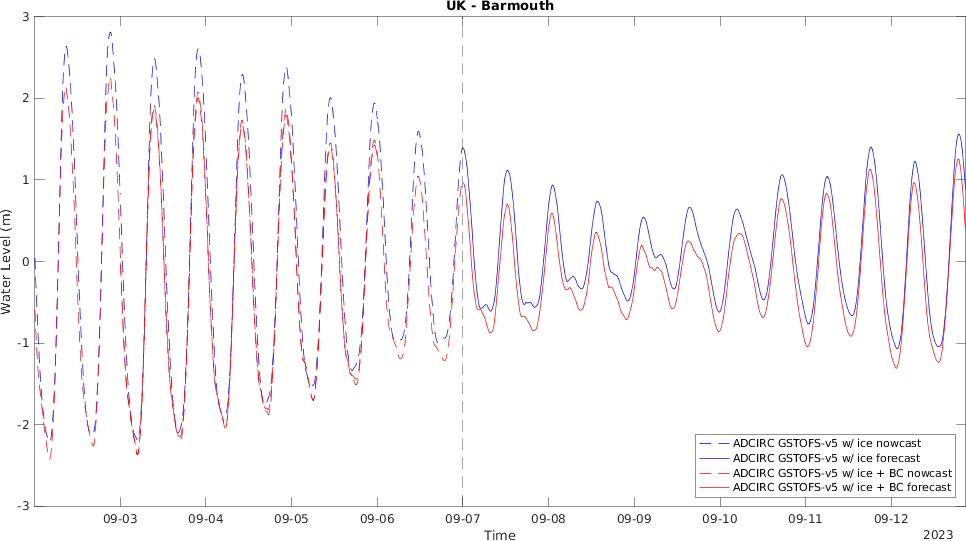 UK - Barmouth
3
2
1
0
-1
-2
-3
Water Level (m)
09-03 09-04 09-05 09-06 09-07 09-08 09-09 09-10 09-11 09-12
Time
2023
ADCIRC GSTOFS-v5 w/ ice nowcast
ADCIRC GSTOFS-v5 w/ ice forecast
ADCIRC GSTOFS-v5 w/ ice + BC nowcast
ADCIRC GSTOFS-v5 w/ ice + BC forecast